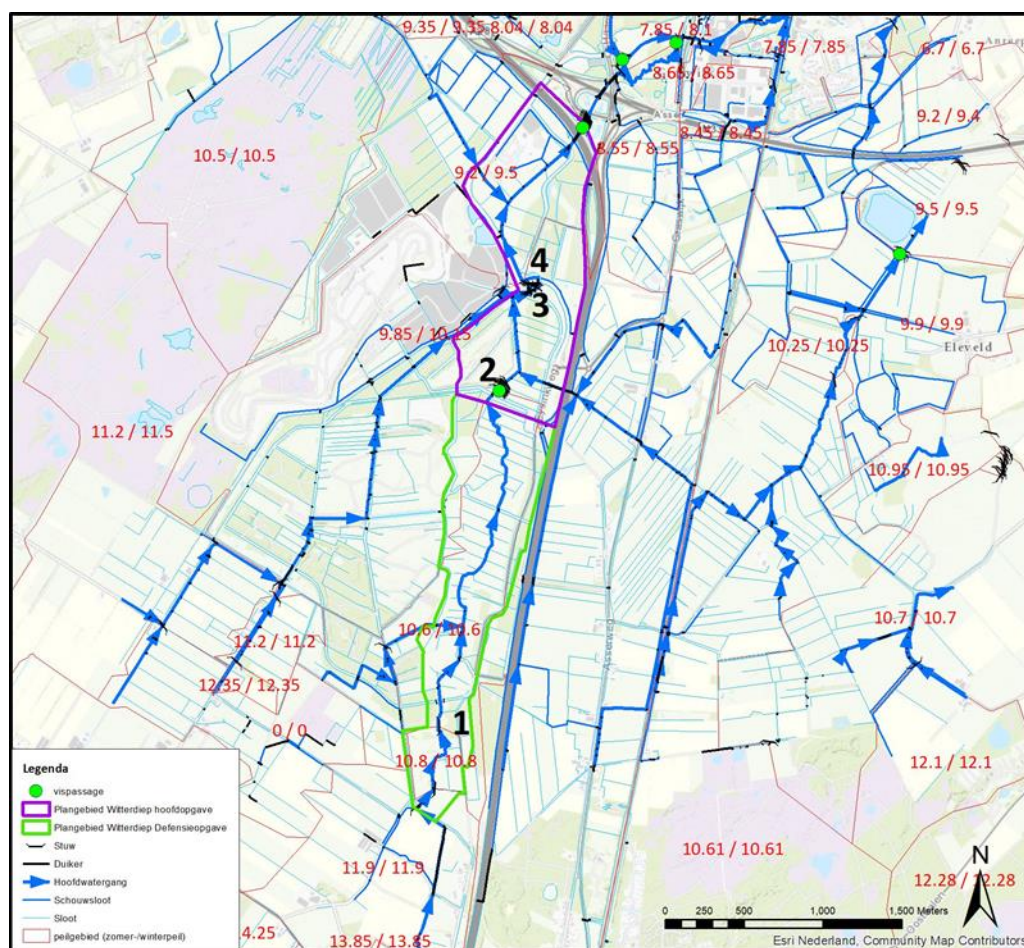 9.35 / 9.35
8.04 / 8.04
7.85 / 8.1
7.85 / 7.85
6.7 / 6.7
8.65 / 8.65
9.2 / 9.4
8.45 / 8.45
8.55 / 8.55
10.5 / 10.5
9.2 / 9.5
9.5 / 9.5
4
3
9.85 / 10.15
9.9 / 9.9
10.25 / 10.25
Eleveld
2
11.2 / 11.5
10.95 / 10.95
10.6 / 10.6
10.7 / 10.7
11.2 / 11.2
Asserweg
12.35 / 12.35
0 / 0
1
10.8 / 10.8
12.1 / 12.1
10.61 / 10.61
11.9 / 11.9
12.28 / 12.28
4.25
13.85 / 13.85
Legenda
vispassage
Plangebied Witterdiep hoofdopgave
Plangebied Witterdiep Defensieopgave
Stuw
Duiker
Hoofdwatergang
Schouwsloot
Sloot
peilgebied (zomer-/winterpeil)
N
0 250 500 1,000 1,500 Meters
Esri Nederland, Community Map Contributors